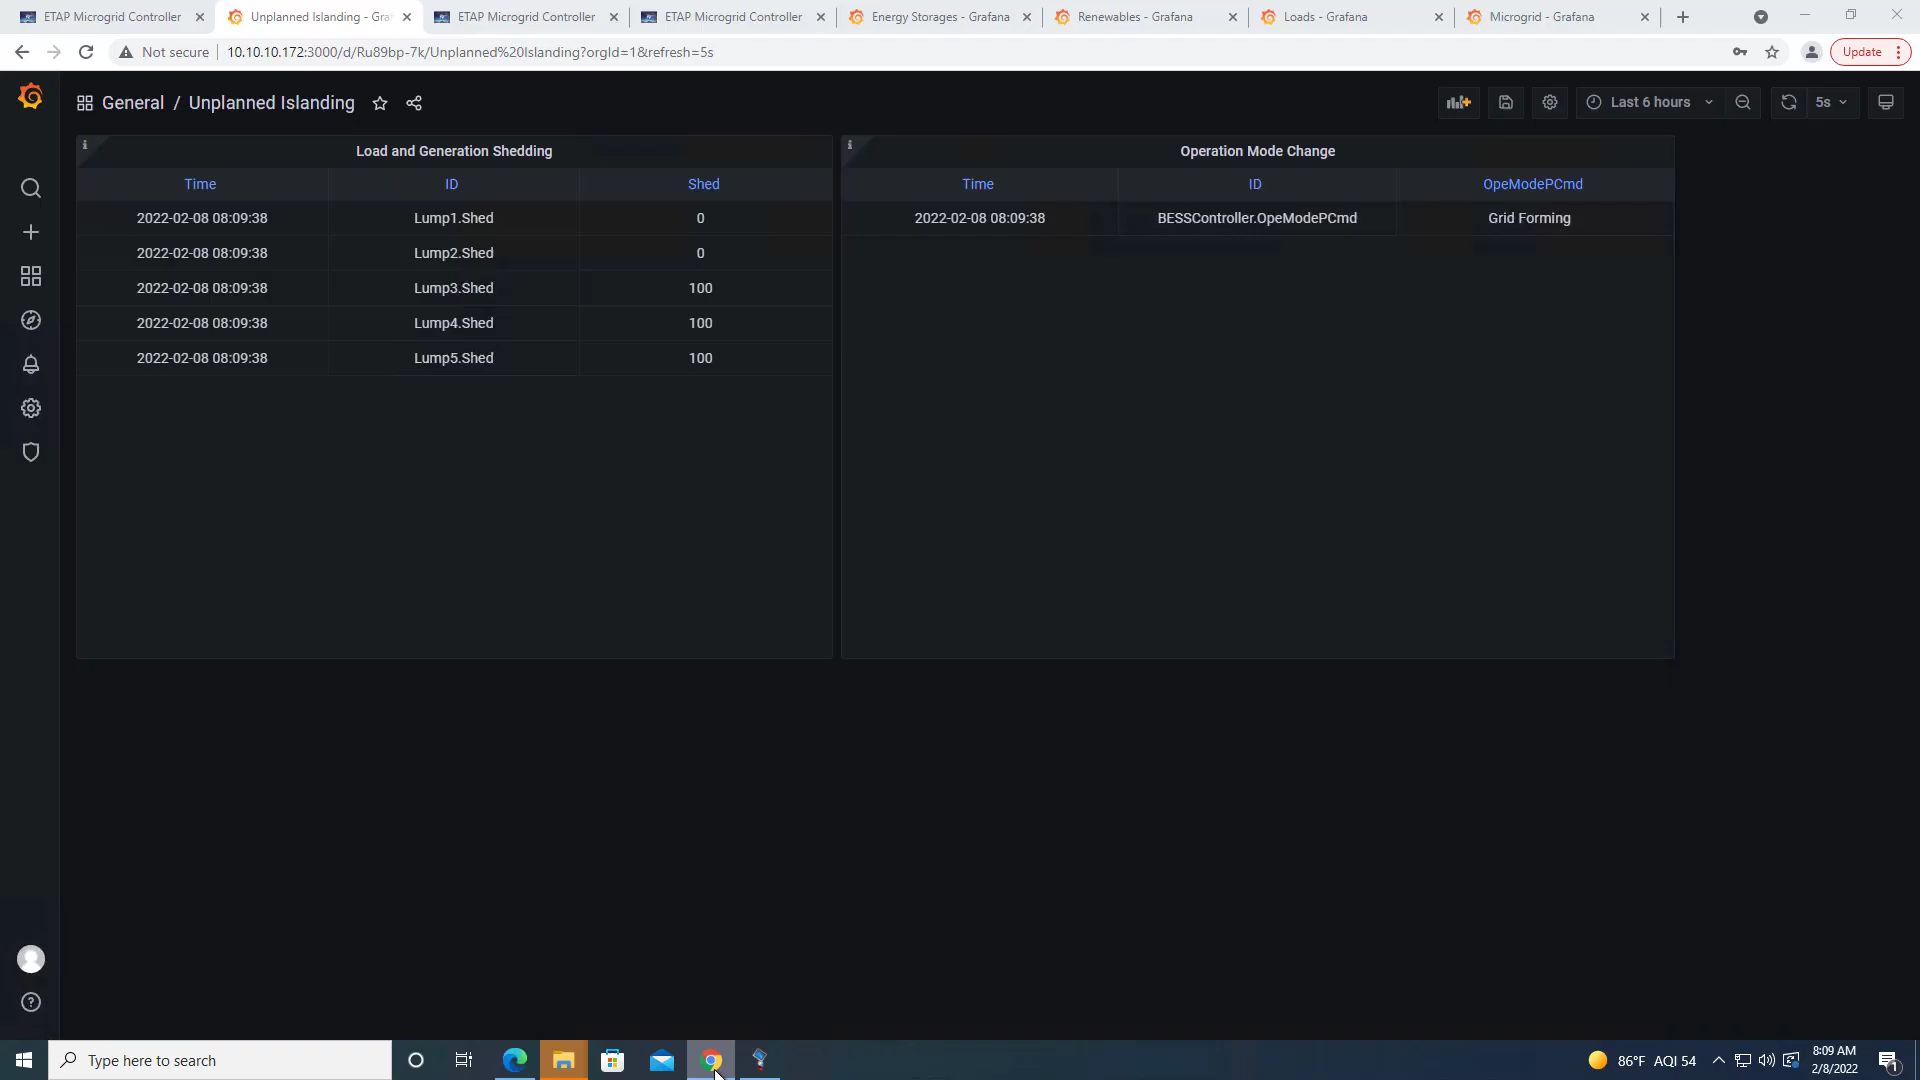 ETAP Microgrid Controller
Unplanned Islanding - Gra
ETAP Microgrid Controller
ETAP Microgrid Controller
Energy Storages - Grafana
Renewables - Grafana
Loads - Grafana
Microgrid - Grafana
Not secure
10.10.10.172:3000/d/Ru89bp-7k/Unplanned%20Islanding?orgId=1&refresh=5s
Update
General / Unplanned Islanding
Last 6 hours
5s
Load and Generation Shedding
Time ID Shed
2022-02-08 08:09:38 Lump1.Shed 0
2022-02-08 08:09:38 Lump2.Shed 0
2022-02-08 08:09:38 Lump3.Shed 100
2022-02-08 08:09:38 Lump4.Shed 100
2022-02-08 08:09:38 Lump5.Shed 100
Operation Mode Change
Time ID OpeModePCmd
2022-02-08 08:09:38 BESSController.OpeModePCmd Grid Forming
Type here to search
86°F AQI 54
8:09 AM
2/8/2022
1